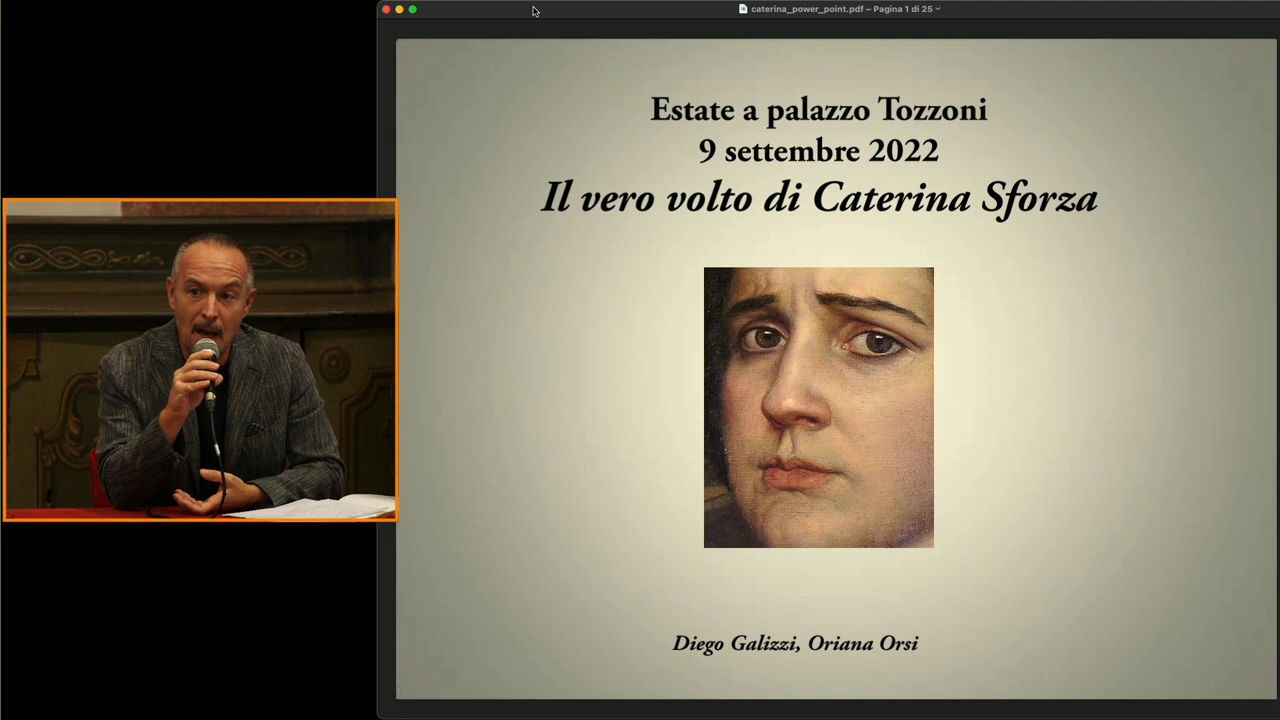 caterina_power_point.pdf – Pagina 1 di 25
Estate a palazzo Tozzoni
9 settembre 2022
Il vero volto di Caterina Sforza
Diego Galizzi, Oriana Orsi